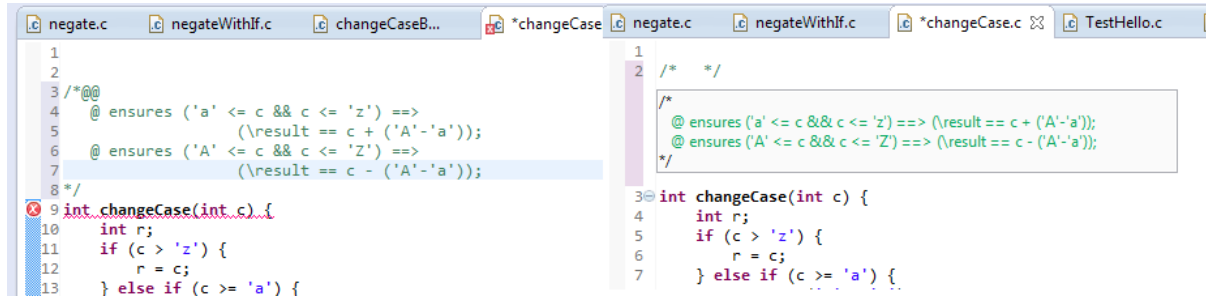 negate.c negateWithIf.c changeCaseB... *changeCase
1
2
3 /*@@
4 @ ensures ('a' <= c && c <= 'z') ==>
5 (\result == c + ('A'-'a'));
6 @ ensures ('A' <= c && c <= 'Z') ==>
7 (\result == c - ('A'-'a'));
8 */
9 int changeCase(int c) {
10 int r;
11 if (c > 'z') {
12 r = c;
13 } else if (c >= 'a') {
negate.c negateWithIf.c *changeCase.c TestHello.c
1
2 /* */
/*
@ ensures ('a' <= c && c <= 'z') ==> (\result == c + ('A'-'a'));
@ ensures ('A' <= c && c <= 'Z') ==> (\result == c - ('A'-'a'));
*/
3 int changeCase(int c) {
4 int r;
5 if (c > 'z') {
6 r = c;
7 } else if (c >= 'a') {